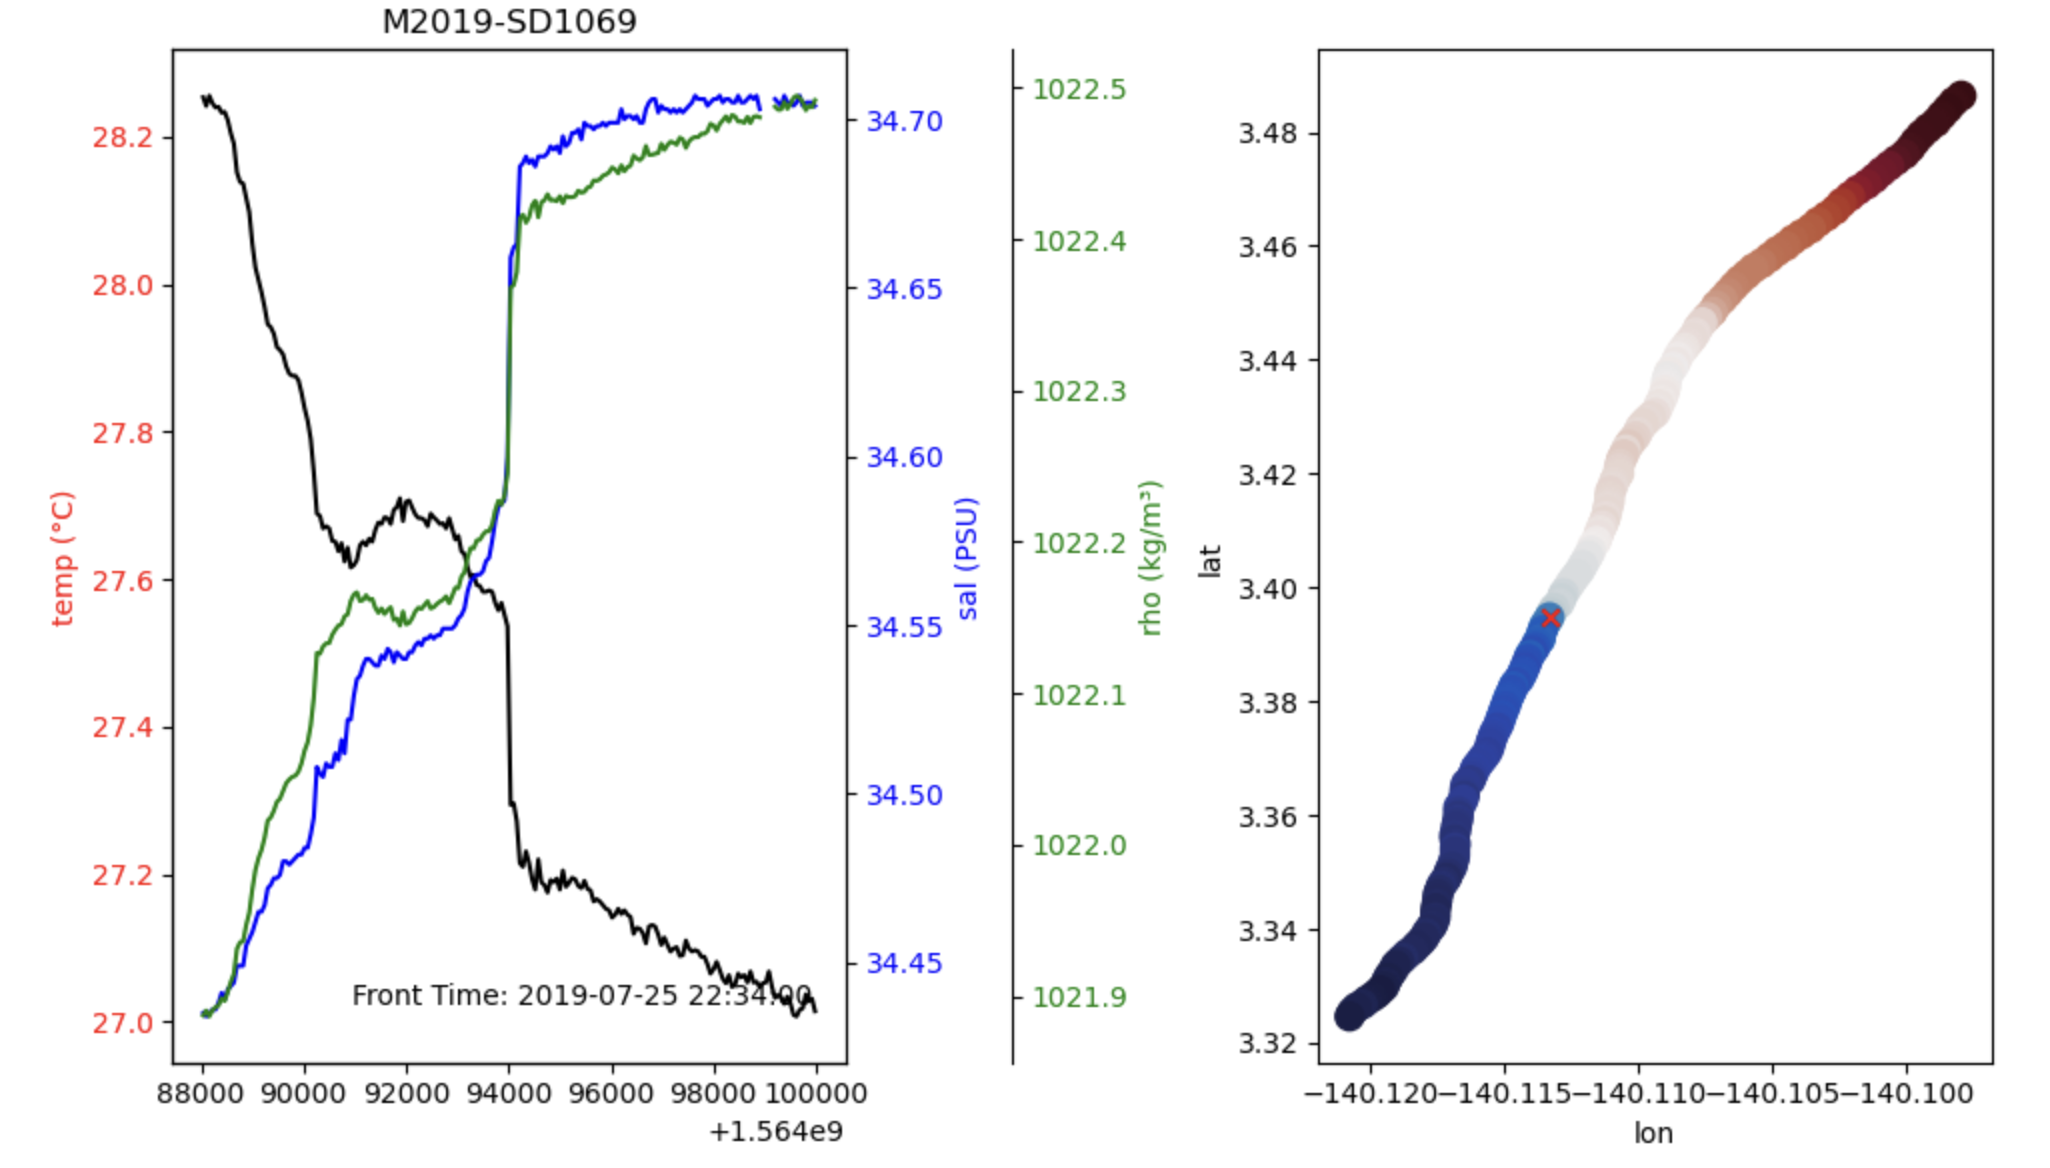 M2019-SD1069
temp (°C)
28.2
28.0
27.8
27.6
27.4
27.2
27.0
Front Time: 2019-07-25 22:34:00
88000 90000 92000 94000 96000 98000 100000
+1.564e9
34.70
34.65
34.60
34.55
34.50
34.45
sal (PSU)
1022.5
1022.4
1022.3
1022.2
1022.1
1022.0
1021.9
rho (kg/m³)
lat
3.48
3.46
3.44
3.42
3.40
3.38
3.36
3.34
3.32
−140.120 −140.115 −140.110 −140.105 −140.100
lon